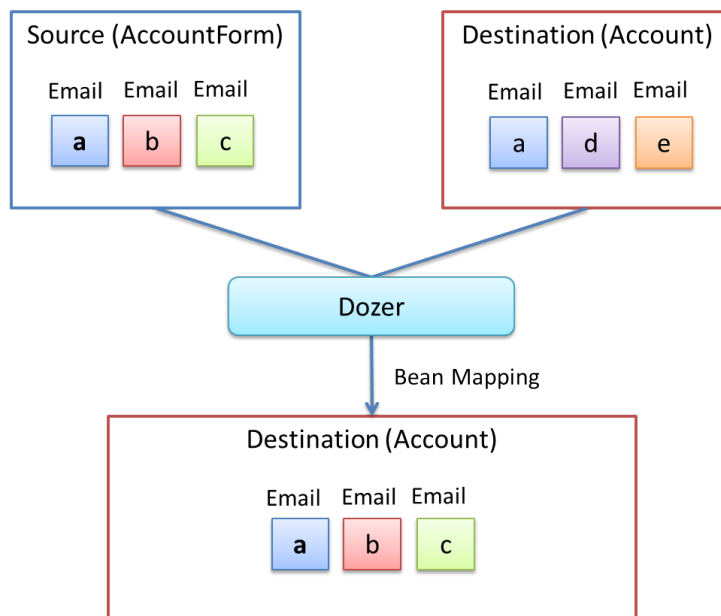 Source (AccountForm)
Email Email Email
a b c
Destination (Account)
Email Email Email
a d e
Dozer
Bean Mapping
Destination (Account)
Email Email Email
a b c